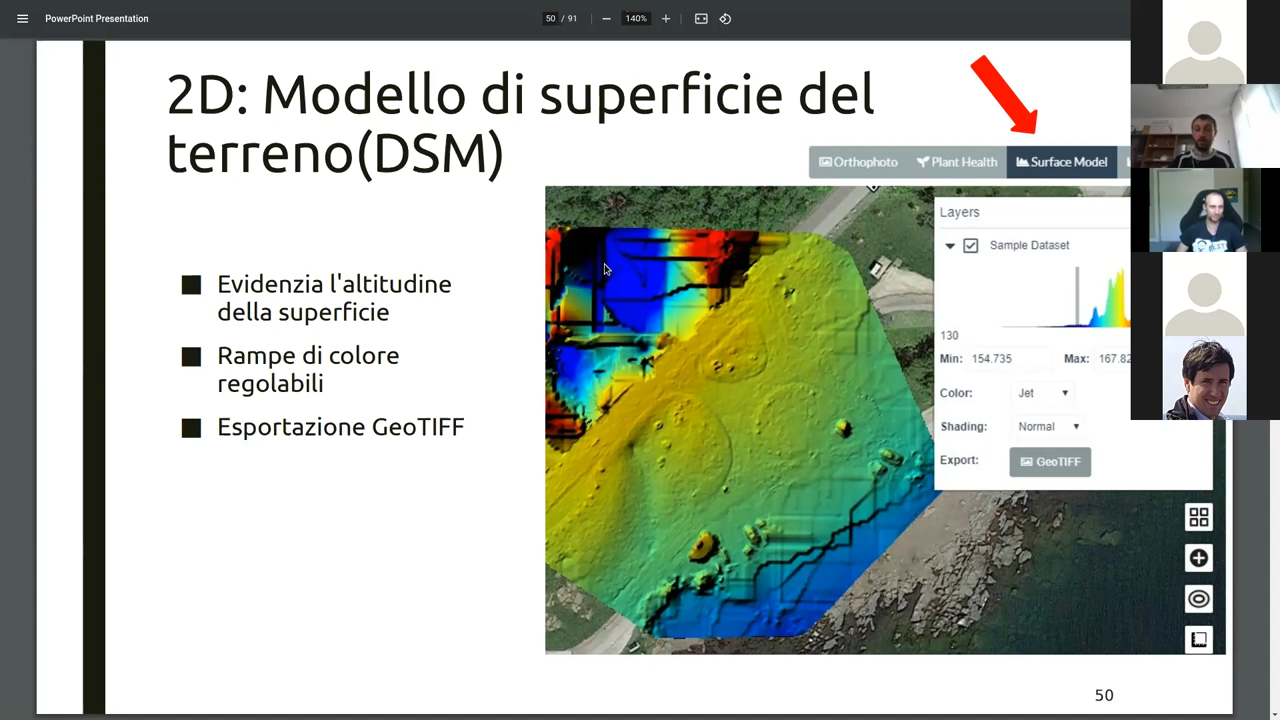 PowerPoint Presentation
50 / 91
140%
2D: Modello di superficie del
terreno(DSM)
Orthophoto
Plant Health
Surface Model
■ Evidenzia l'altitudine
della superficie
■ Rampe di colore
regolabili
■ Esportazione GeoTIFF
Layers
Sample Dataset
130
Min: 154.735 Max: 167.82
Color: Jet
Shading: Normal
Export: GeoTIFF
50